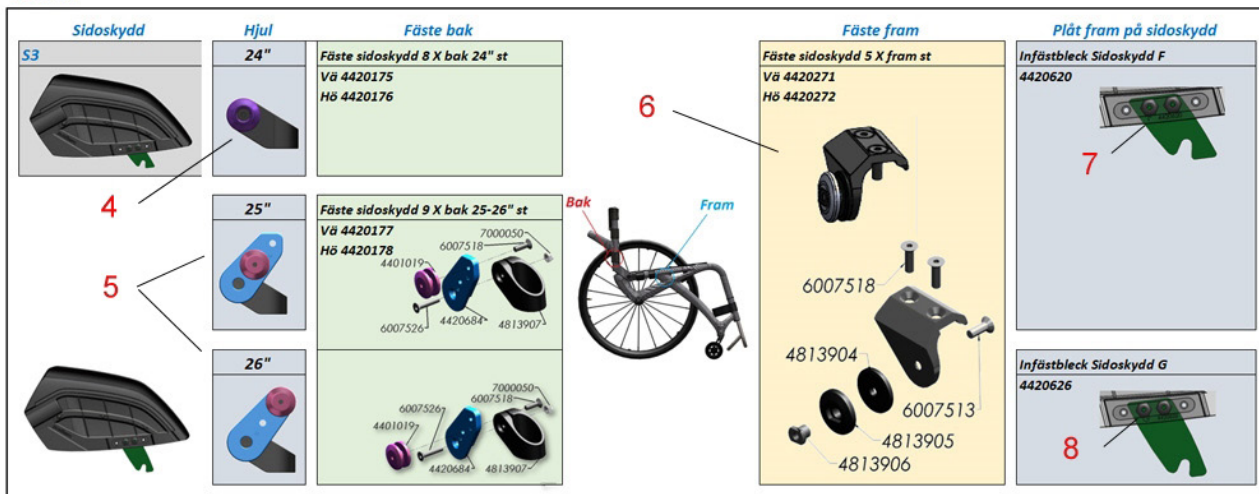 Sidoskydd
Hjul
Fäste bak
Fäste fram
Plåt fram på sidoskydd
S3
24"
Fäste sidoskydd 8 X bak 24" st
Vä 4420175
Hö 4420176
4
25"
Fäste sidoskydd 9 X bak 25-26" st
Vä 4420177
Hö 4420178
7000050
6007518
4401019
6007526
4420684
4813907
5
26"
7000050
6007518
6007526
4401019
4420684
4813907
Bak
Fram
6
Fäste sidoskydd 5 X fram st
Vä 4420271
Hö 4420272
6007518
4813904
6007513
4813905
4813906
Infästbleck Sidoskydd F
4420620
7
Infästbleck Sidoskydd G
4420626
8